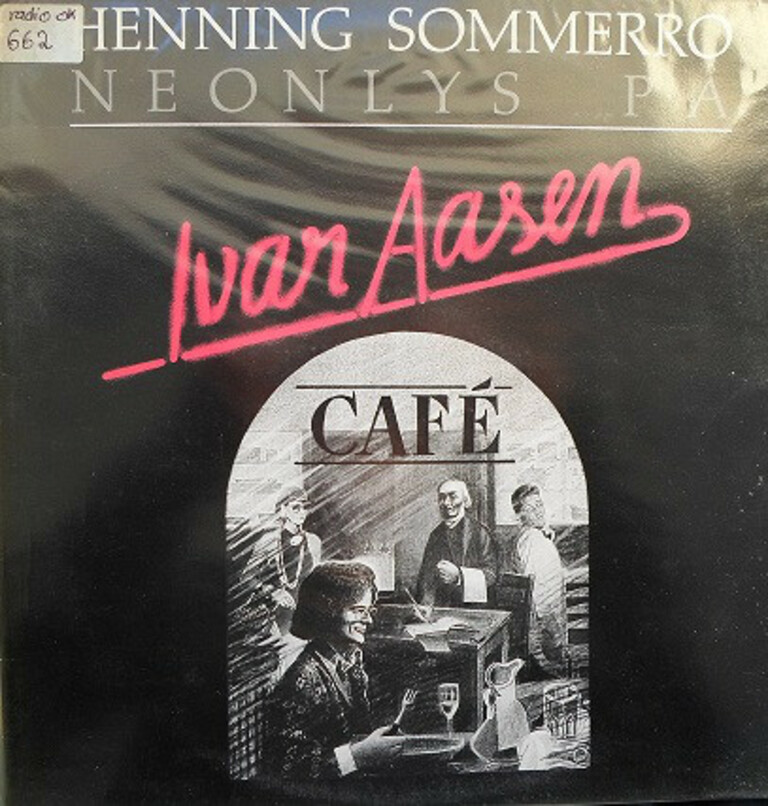 radio ok
662
HENNING SOMMERRO
NEONLYS PÅ
Ivar Aasen
CAFÉ